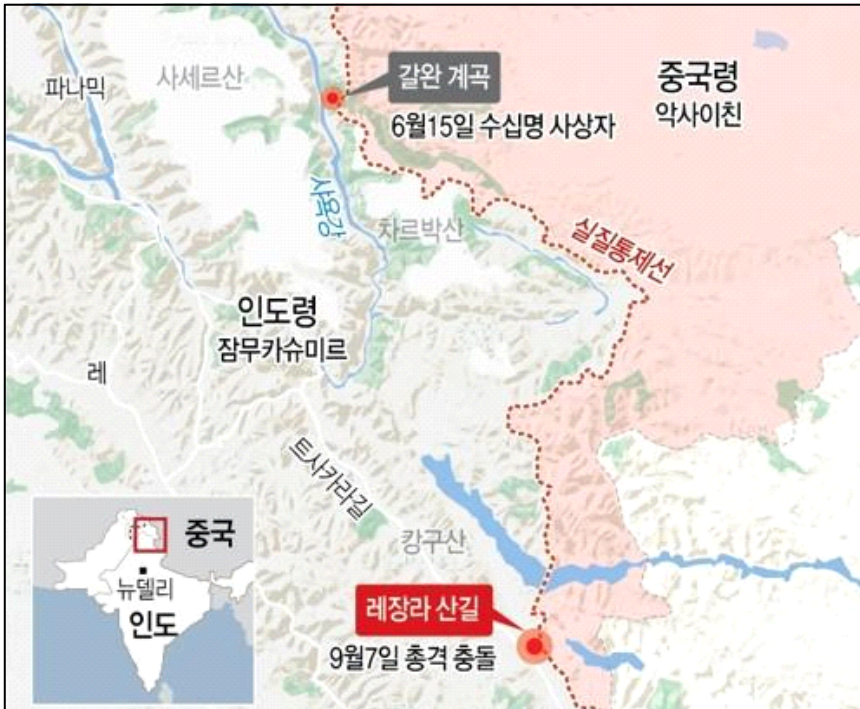 파나믹
사세르산
갈완 계곡
6월15일 수십명 사상자
중국령
악사이친
사욕강
차르박산
실질통제선
인도령
잠무카슈미르
레
트사카라길
캉구산
중국
뉴델리
인도
레장라 산길
9월7일 총격 충돌